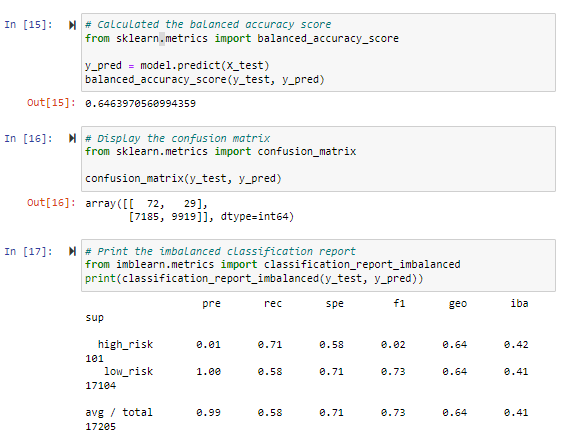 In [15]: # Calculated the balanced accuracy score
from sklearn.metrics import balanced_accuracy_score
y_pred = model.predict(X_test)
balanced_accuracy_score(y_test, y_pred)
Out[15]: 0.6463970560994359
In [16]: # Display the confusion matrix
from sklearn.metrics import confusion_matrix
confusion_matrix(y_test, y_pred)
Out[16]: array([[  72,   29],
       [7185, 9919]], dtype=int64)
In [17]: # Print the imbalanced classification report
from imblearn.metrics import classification_report_imbalanced
print(classification_report_imbalanced(y_test, y_pred))
pre rec spe f1 geo iba
sup
high_risk 0.01 0.71 0.58 0.02 0.64 0.42
101
low_risk 1.00 0.58 0.71 0.73 0.64 0.41
17104
avg / total 0.99 0.58 0.71 0.73 0.64 0.41
17205